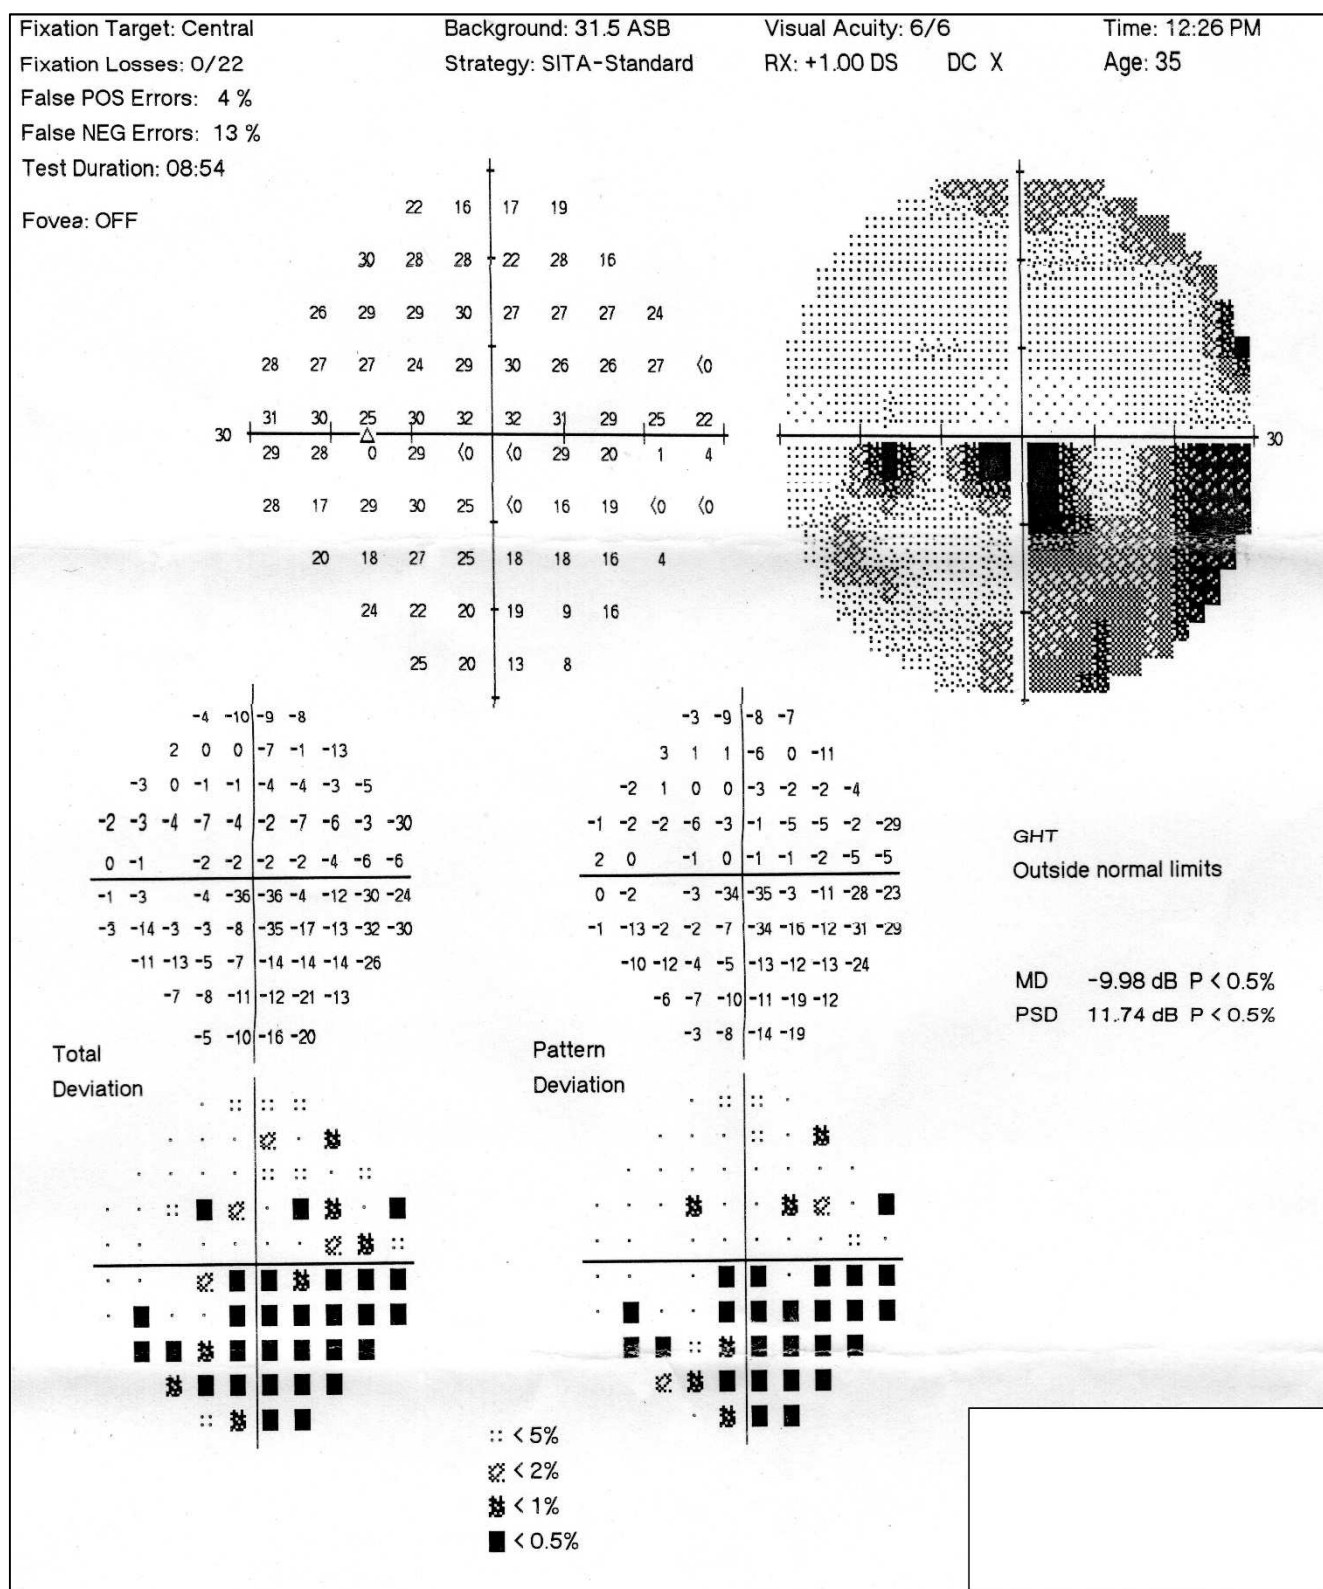 Fixation Target: Central Background: 31.5 ASB Visual Acuity: 6/6 Time: 12:26 PM
Fixation Losses: 0/22 Strategy: SITA-Standard RX: +1.00 DS DC X Age: 35
False POS Errors: 4 %
False NEG Errors: 13 %
Test Duration: 08:54
Fovea: OFF
22 16 17 19
30 28 28 22 28 16
26 29 29 30 27 27 27 24
28 27 27 24 29 30 26 26 27 <0
31 30 25 30 32 32 31 29 25 22
30 30
29 28 0 29 <0 <0 29 20 1 4
28 17 29 30 25 <0 16 19 <0 <0
20 18 27 25 18 18 16 4
24 22 20 19 9 16
25 20 13 8
-4 -10 -9 -8 -3 -9 -8 -7
2 0 0 -7 -1 -13 3 1 1 -6 0 -11
-3 0 -1 -1 -4 -4 -3 -5 -2 1 0 0 -3 -2 -2 -4
-2 -3 -4 -7 -4 -2 -7 -6 -3 -30 -1 -2 -2 -6 -3 -1 -5 -5 -2 -29
GHT
0 -1 -2 -2 -2 -2 -4 -6 -6 2 0 -1 0 -1 -1 -2 -5 -5
Outside normal limits
-1 -3 -4 -36 -36 -4 -12 -30 -24 0 -2 -3 -34 -35 -3 -11 -28 -23
-3 -14 -3 -3 -8 -35 -17 -13 -32 -30 -1 -13 -2 -2 -7 -34 -16 -12 -31 -29
-11 -13 -5 -7 -14 -14 -14 -26 -10 -12 -4 -5 -13 -12 -13 -24
MD -9.98 dB P < 0.5%
-7 -8 -11 -12 -21 -13 -6 -7 -10 -11 -19 -12
PSD 11.74 dB P < 0.5%
-5 -10 -16 -20 -3 -8 -14 -19
Total Pattern
Deviation Deviation
:: < 5%
< 2%
< 1%
< 0.5%